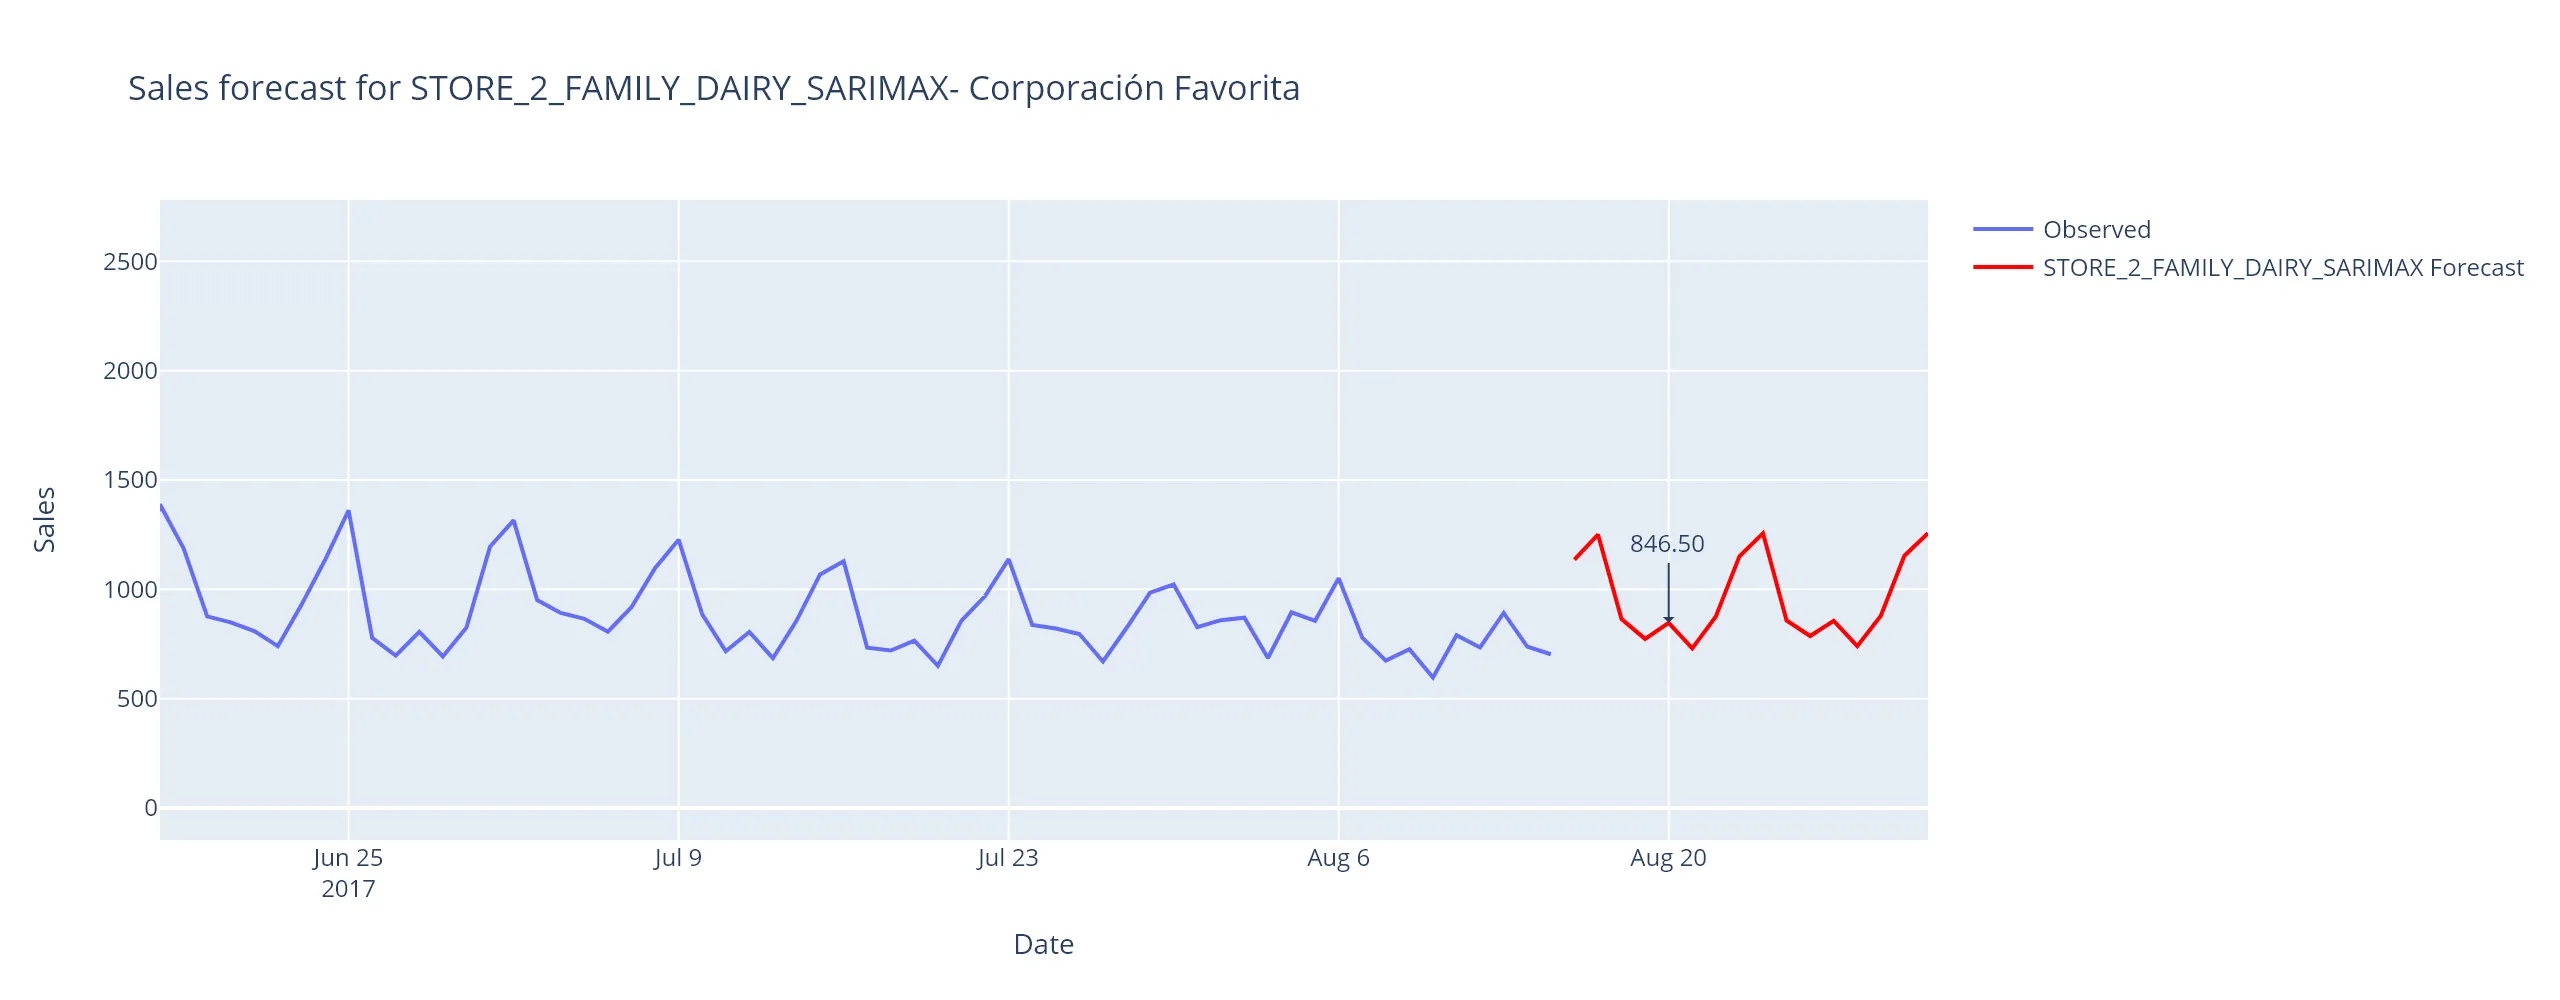 Sales forecast for STORE_2_FAMILY_DAIRY_SARIMAX- Corporación Favorita
Observed
STORE_2_FAMILY_DAIRY_SARIMAX Forecast
2500
2000
1500
1000
500
0
Sales
846.50
Jun 25
2017
Jul 9
Jul 23
Aug 6
Aug 20
Date